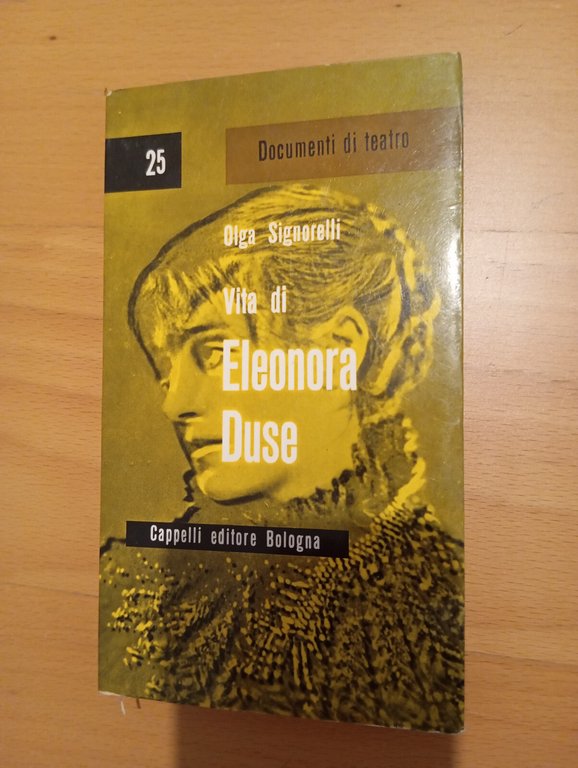 25
Documenti di teatro
Olga Signorelli
Vita di
Eleonora
Duse
Cappelli editore Bologna